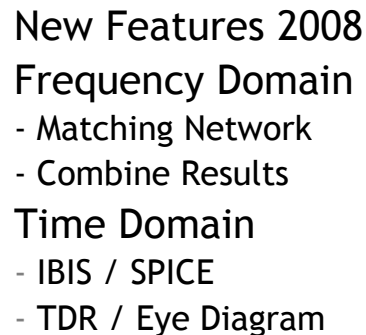 New Features 2008
Frequency Domain
- Matching Network
- Combine Results
Time Domain
- IBIS / SPICE
- TDR / Eye Diagram